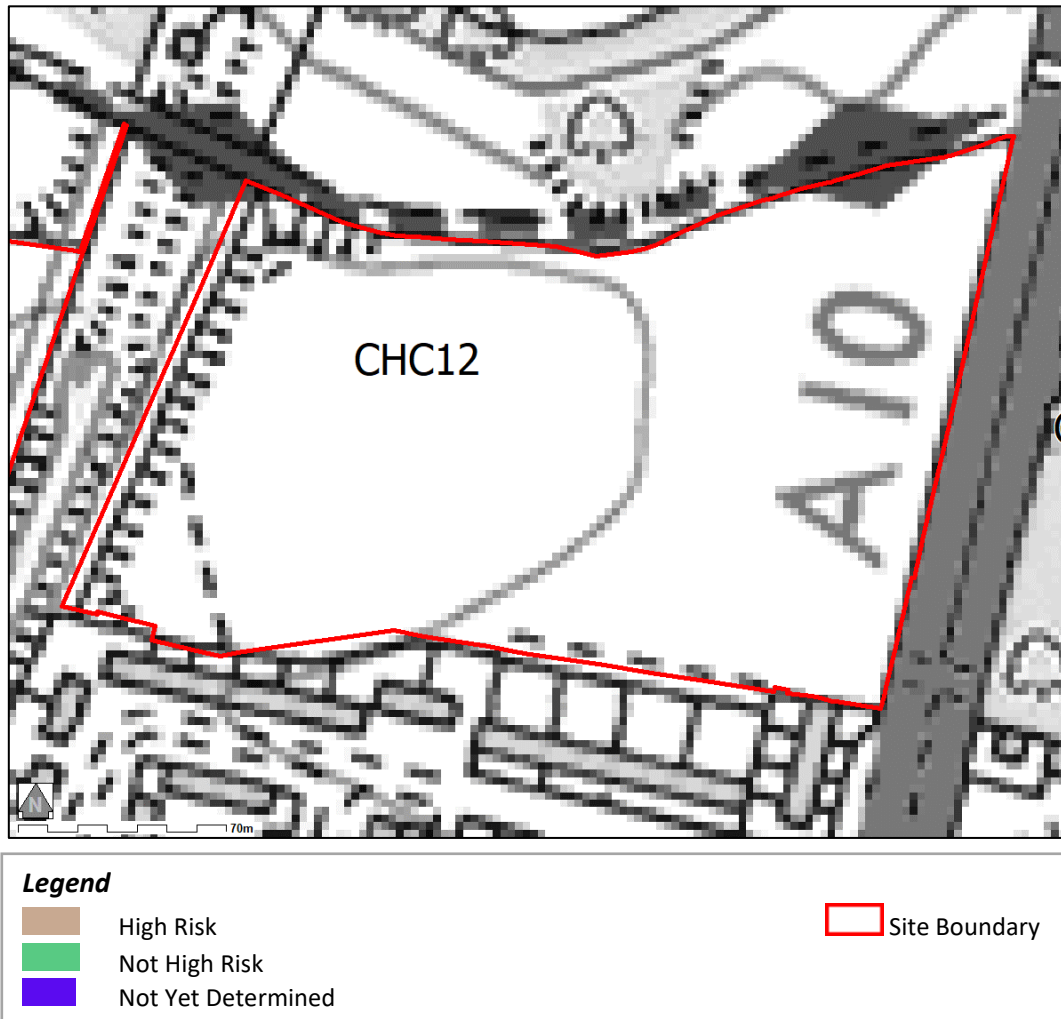 CHC12
A10
N
70m
Legend
High Risk
Site Boundary
Not High Risk
Not Yet Determined